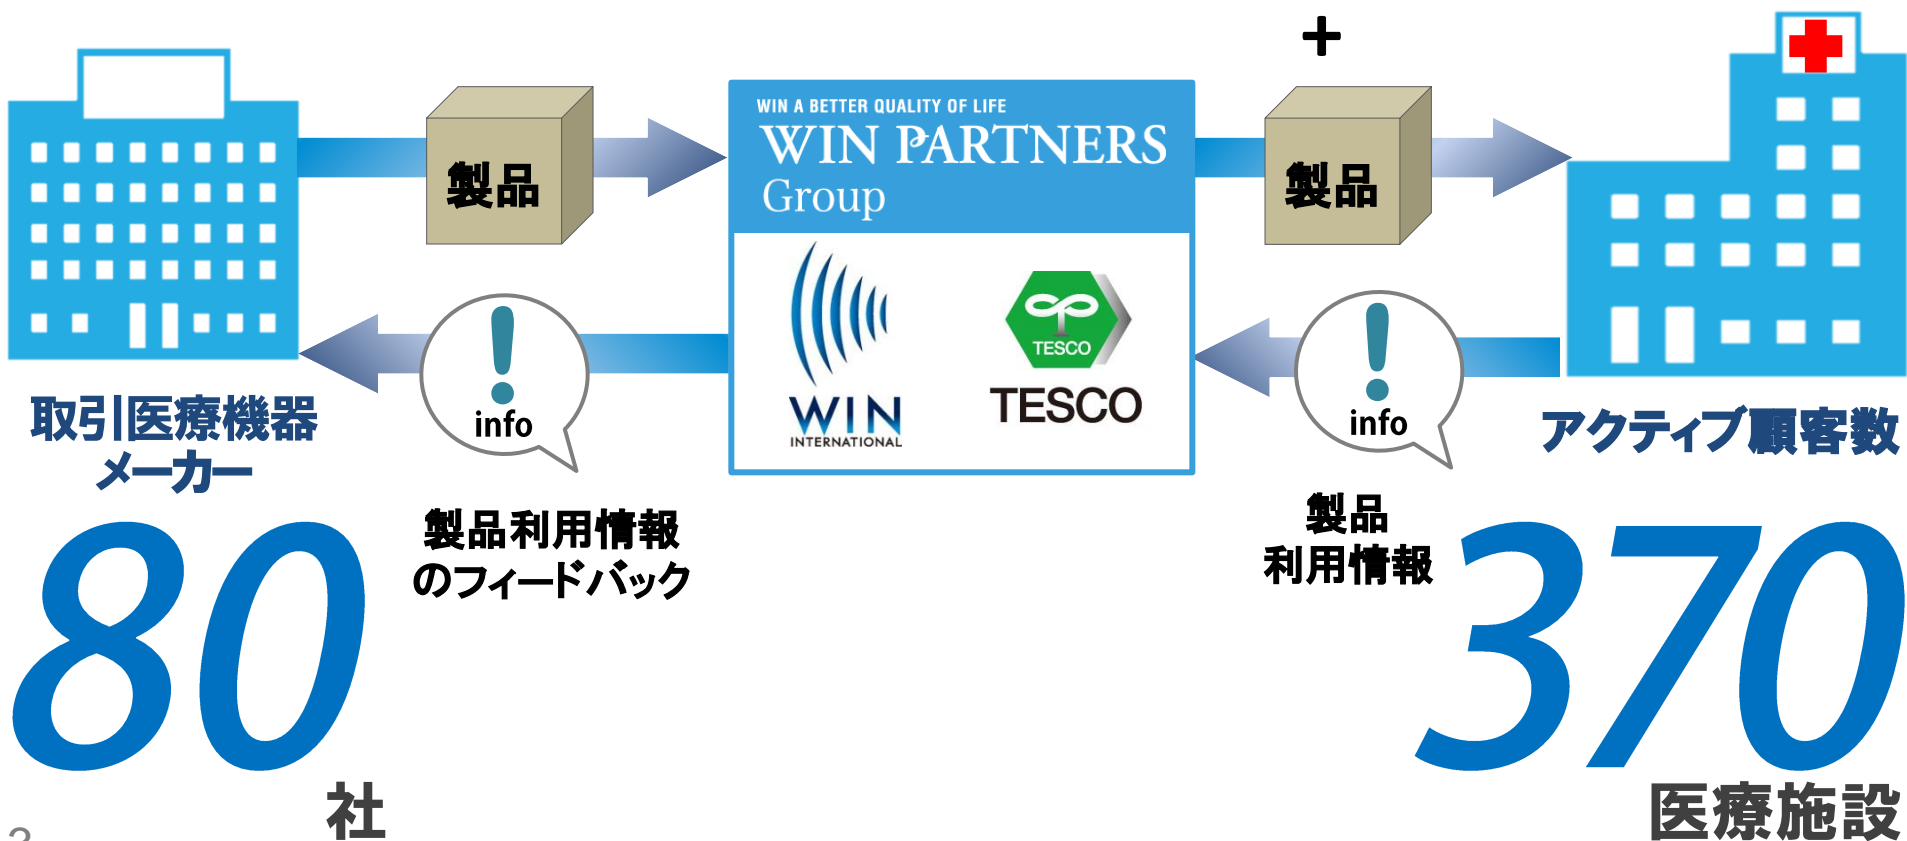 +
製品
WIN A BETTER QUALITY OF LIFE
WIN PARTNERS
Group
製品
WIN
INTERNATIONAL
TESCO
TESCO
info
info
取引医療機器
メーカー
80
社
製品利用情報
のフィードバック
製品
利用情報
アクティブ顧客数
370
医療施設